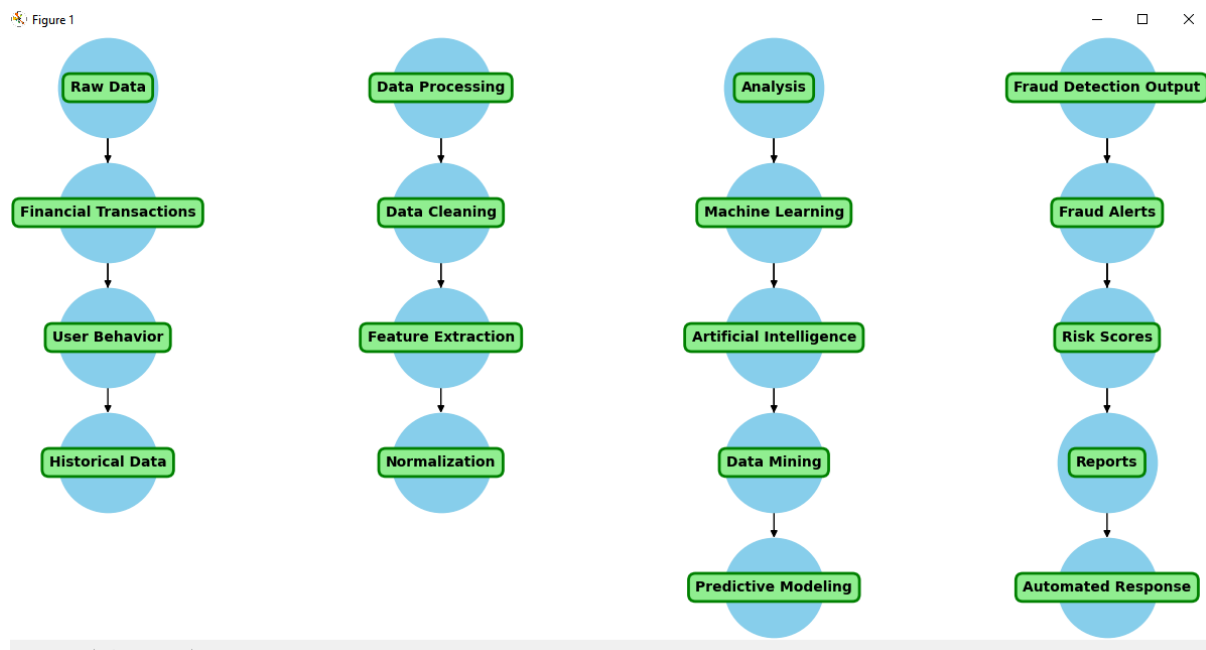 Figure 1
Raw Data
Financial Transactions
User Behavior
Historical Data
Data Processing
Data Cleaning
Feature Extraction
Normalization
Analysis
Machine Learning
Artificial Intelligence
Data Mining
Predictive Modeling
Fraud Detection Output
Fraud Alerts
Risk Scores
Reports
Automated Response